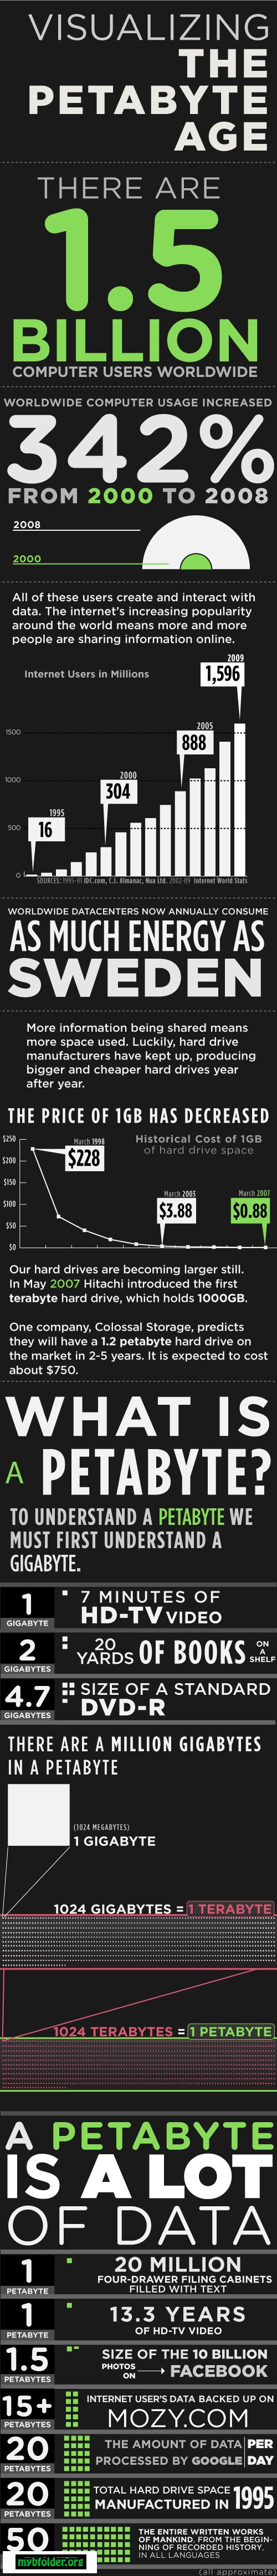 VISUALIZING
THE
PETABYTE
AGE
THERE ARE
1.5
BILLION
COMPUTER USERS WORLDWIDE
WORLDWIDE COMPUTER USAGE INCREASED
342%
FROM 2000 TO 2008
2008
2000
All of these users create and interact with
data. The internet's increasing popularity
around the world means more and more
people are sharing information online.
2009
1,596
Internet Users in Millions
2005
888
1500
2000
304
1000
1995
16
500
0
SOURCES: 1995-01 IDC.com, C.I. Almanac, Nua Ltd. 2002-09 Internet World Stats
WORLDWIDE DATACENTERS NOW ANNUALLY CONSUME
AS MUCH ENERGY AS
SWEDEN
More information being shared means
more space used. Luckily, hard drive
manufacturers have kept up, producing
bigger and cheaper hard drives year
after year.
THE PRICE OF 1GB HAS DECREASED
$250
$200
$150
$100
$50
$0
March 1998
$228
Historical Cost of 1GB
of hard drive space
March 2003
$3.88
March 2007
$0.88
Our hard drives are becoming larger still.
In May 2007 Hitachi introduced the first
terabyte hard drive, which holds 1000GB.
One company, Colossal Storage, predicts
they will have a 1.2 petabyte hard drive on
the market in 2-5 years. It is expected to cost
about $750.
WHAT IS
A PETABYTE?
TO UNDERSTAND A PETABYTE WE
MUST FIRST UNDERSTAND A
GIGABYTE.
1
GIGABYTE
7 MINUTES OF
HD-TV VIDEO
2
GIGABYTES
20
YARDS OF BOOKS ON
A
SHELF
4.7
GIGABYTES
SIZE OF A STANDARD
DVD-R
THERE ARE A MILLION GIGABYTES
IN A PETABYTE
(1024 MEGABYTES)
1 GIGABYTE
1024 GIGABYTES = 1 TERABYTE
1024 TERABYTES = 1 PETABYTE
A PETABYTE
IS A LOT
OF DATA
1
PETABYTE
20 MILLION
FOUR-DRAWER FILING CABINETS
FILLED WITH TEXT
1
PETABYTE
13.3 YEARS
OF HD-TV VIDEO
1.5
PETABYTES
SIZE OF THE 10 BILLION
PHOTOS
ON
FACEBOOK
15+
PETABYTES
INTERNET USER'S DATA BACKED UP ON
MOZY.COM
20
PETABYTES
THE AMOUNT OF DATA PER
PROCESSED BY GOOGLE DAY
20
PETABYTES
TOTAL HARD DRIVE SPACE
MANUFACTURED IN 1995
50
THE ENTIRE WRITTEN WORKS
OF MANKIND, FROM THE BEGIN-
NING OF RECORDED HISTORY,
IN ALL LANGUAGES
mybfolder.org
(all approximate)